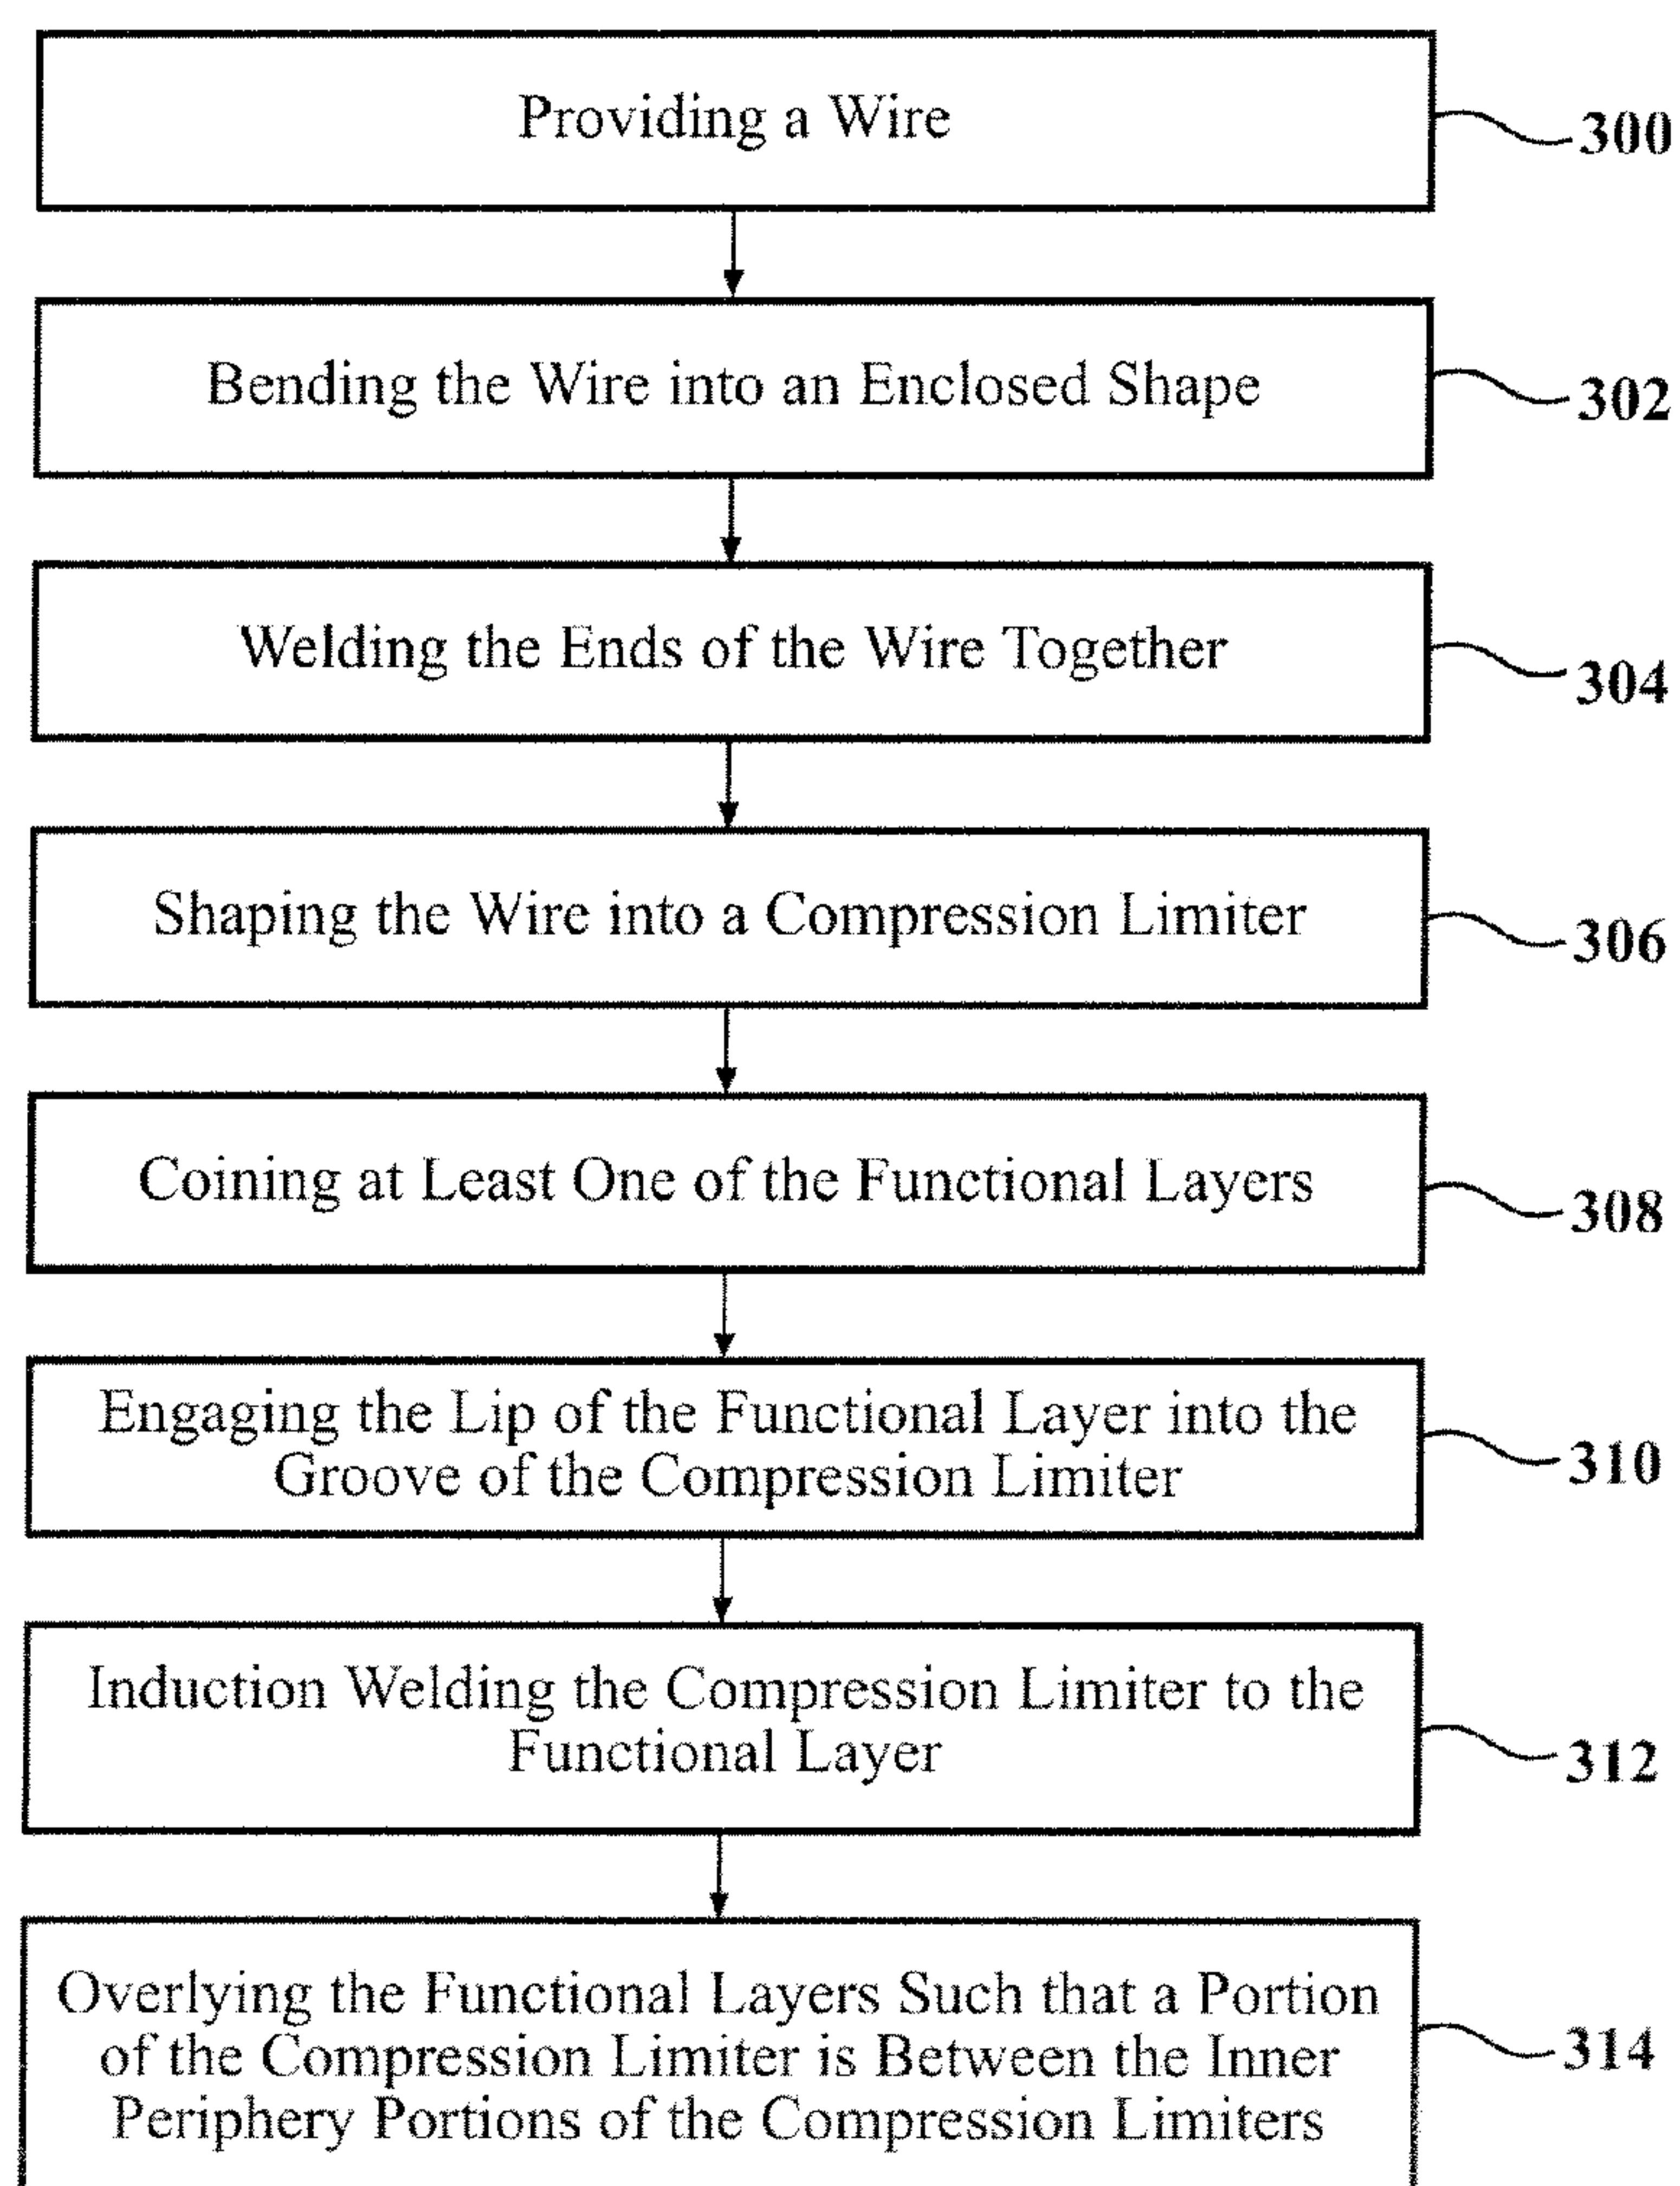 Providing a Wire
300
Bending the Wire into an Enclosed Shape
302
Welding the Ends of the Wire Together
304
Shaping the Wire into a Compression Limiter
306
Coining at Least One of the Functional Layers
308
Engaging the Lip of the Functional Layer into the
Groove of the Compression Limiter
310
Induction Welding the Compression Limiter to the
Functional Layer
312
Overlying the Functional Layers Such that a Portion
of the Compression Limiter is Between the Inner
Periphery Portions of the Compression Limiters
314